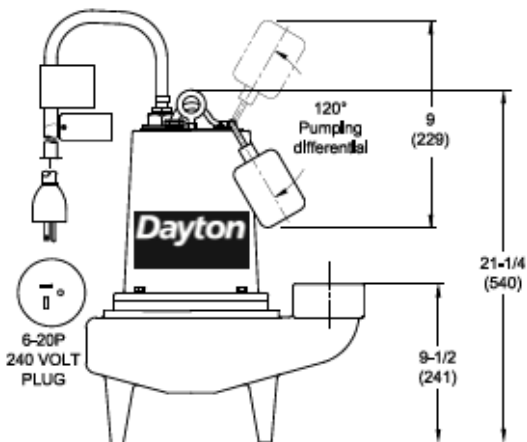 120°
Pumping
differential
9
(229)
Dayton
21-1/4
(540)
6-20P
240 VOLT
PLUG
9-1/2
(241)